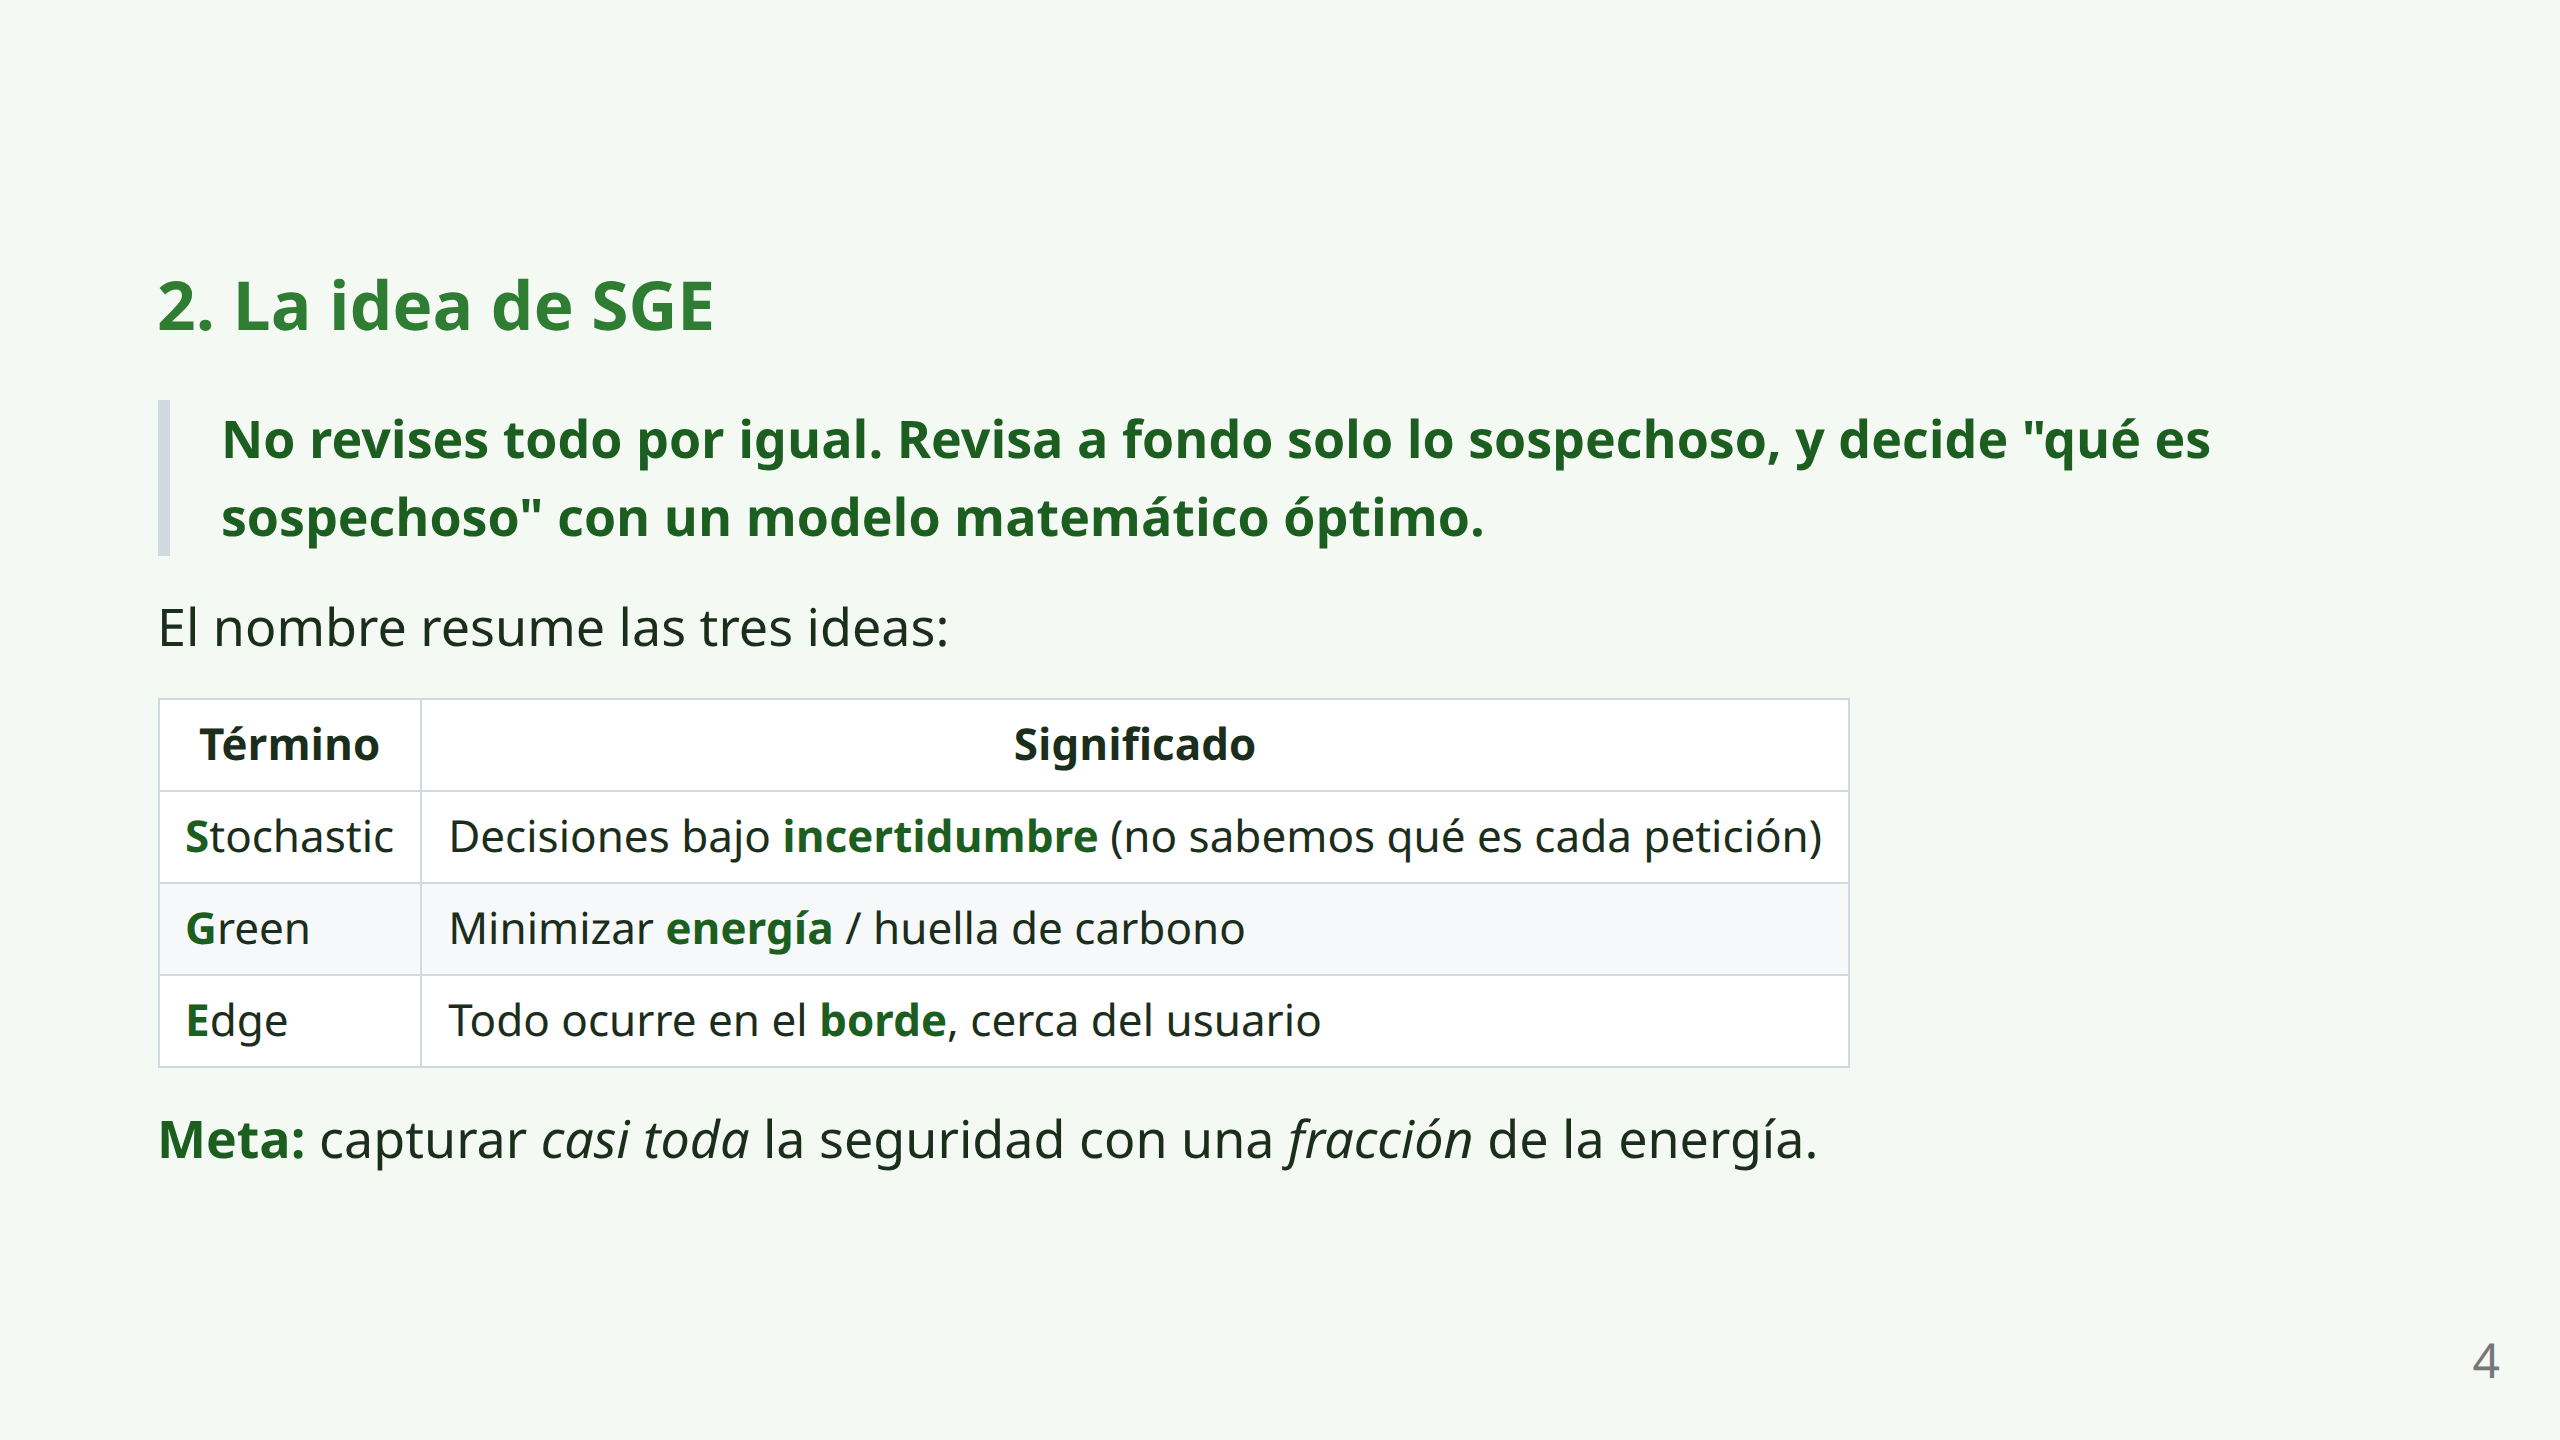 2. La idea de SGE
No revises todo por igual. Revisa a fondo solo lo sospechoso, y decide "qué es
sospechoso" con un modelo matemático óptimo.
El nombre resume las tres ideas:
Término Significado
Stochastic Decisiones bajo incertidumbre (no sabemos qué es cada petición)
Green Minimizar energía / huella de carbono
Edge Todo ocurre en el borde, cerca del usuario
Meta: capturar casi toda la seguridad con una fracción de la energía.
4